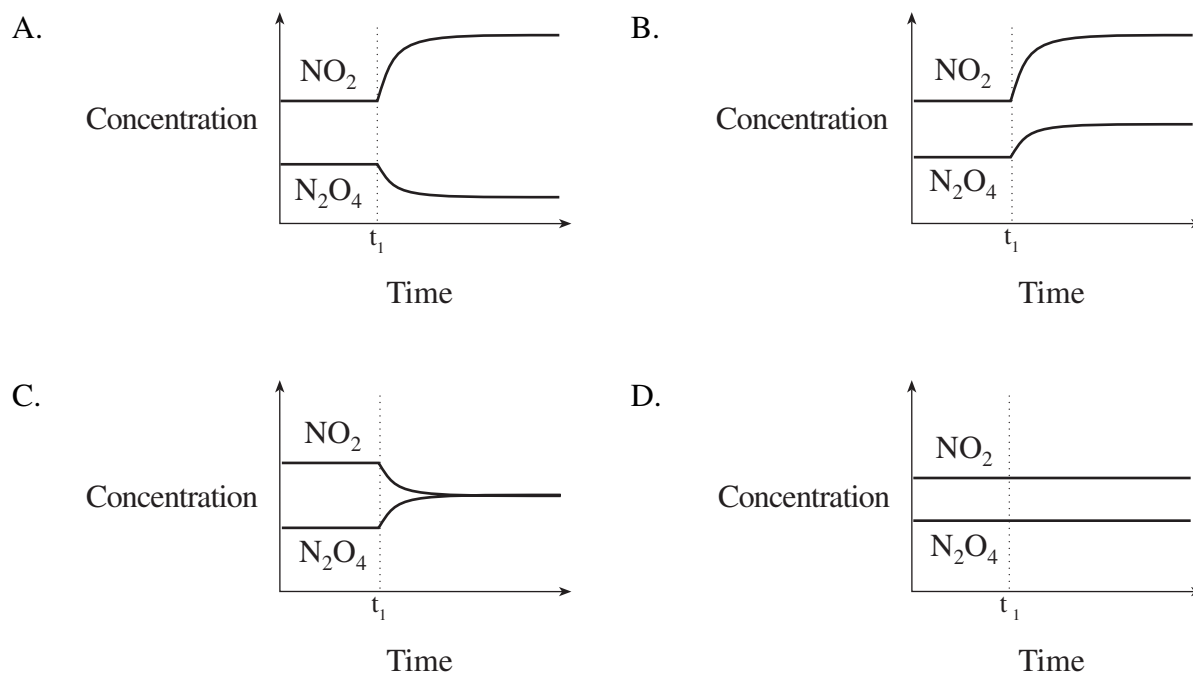 A.
NO₂
Concentration
N₂O₄
t₁
Time
B.
NO₂
Concentration
N₂O₄
t₁
Time
C.
NO₂
Concentration
N₂O₄
t₁
Time
D.
NO₂
Concentration
N₂O₄
t₁
Time